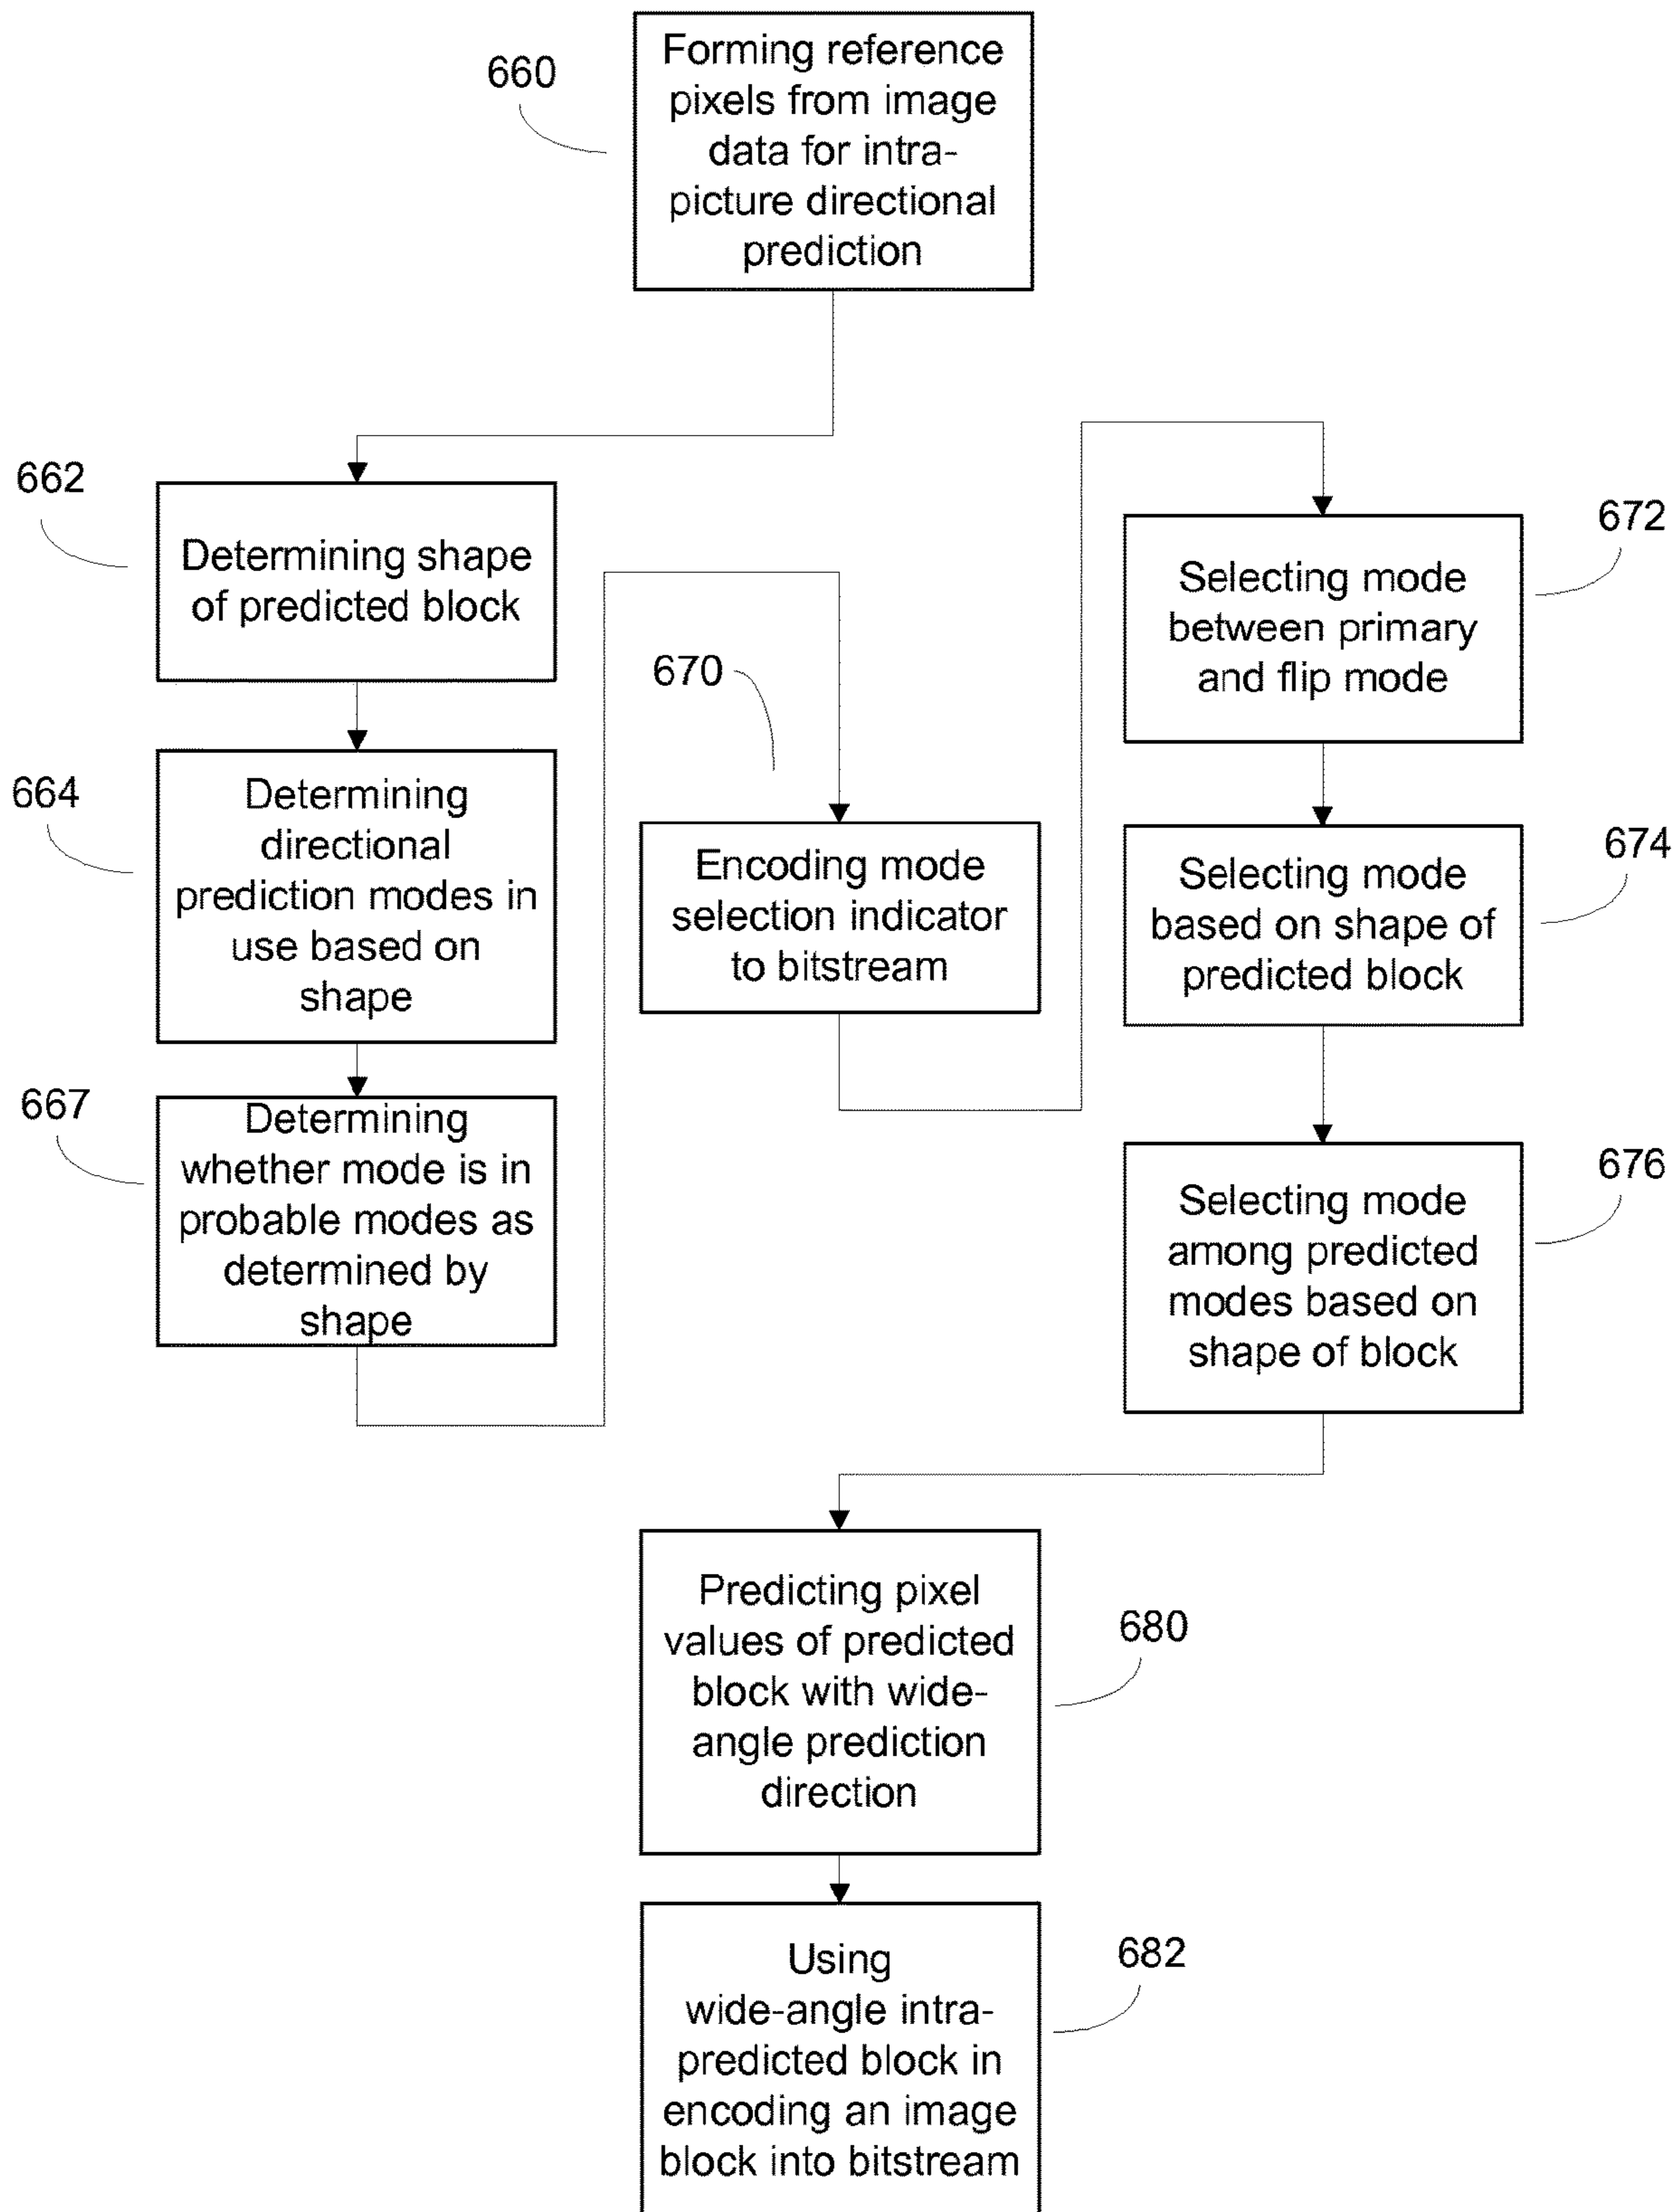 660
Forming reference
pixels from image
data for intra-
picture directional
prediction
662
Determining shape
of predicted block
664
Determining
directional
prediction modes in
use based on
shape
667
Determining
whether mode is in
probable modes as
determined by
shape
670
Encoding mode
selection indicator
to bitstream
672
Selecting mode
between primary
and flip mode
674
Selecting mode
based on shape of
predicted block
676
Selecting mode
among predicted
modes based on
shape of block
680
Predicting pixel
values of predicted
block with wide-
angle prediction
direction
682
Using
wide-angle intra-
predicted block in
encoding an image
block into bitstream